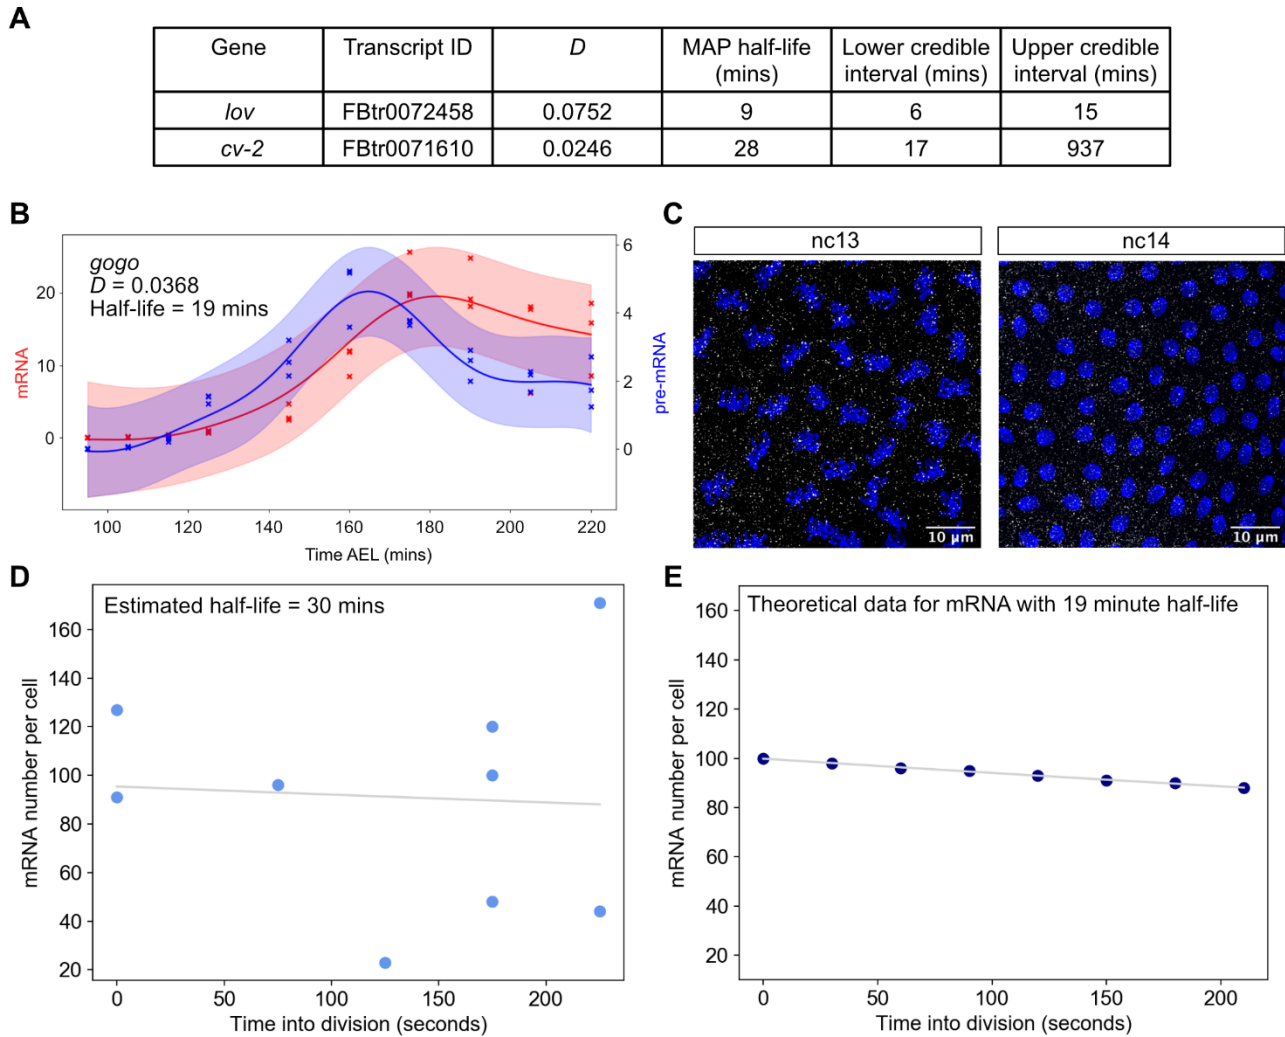 A
Gene Transcript ID D MAP half-life (mins) Lower credible interval (mins) Upper credible interval (mins)
lov FBtr0072458 0.0752 9 6 15
cv-2 FBtr0071610 0.0246 28 17 937
B
gogo
D = 0.0368
Half-life = 19 mins
mRNA
20
10
0
6
4
2
0
pre-mRNA
100 120 140 160 180 200 220
Time AEL (mins)
C
nc13 nc14
10 µm 10 µm
D
Estimated half-life = 30 mins
mRNA number per cell
160
140
120
100
80
60
40
20
0 50 100 150 200
Time into division (seconds)
E
Theoretical data for mRNA with 19 minute half-life
mRNA number per cell
160
140
120
100
80
60
40
20
0 50 100 150 200
Time into division (seconds)